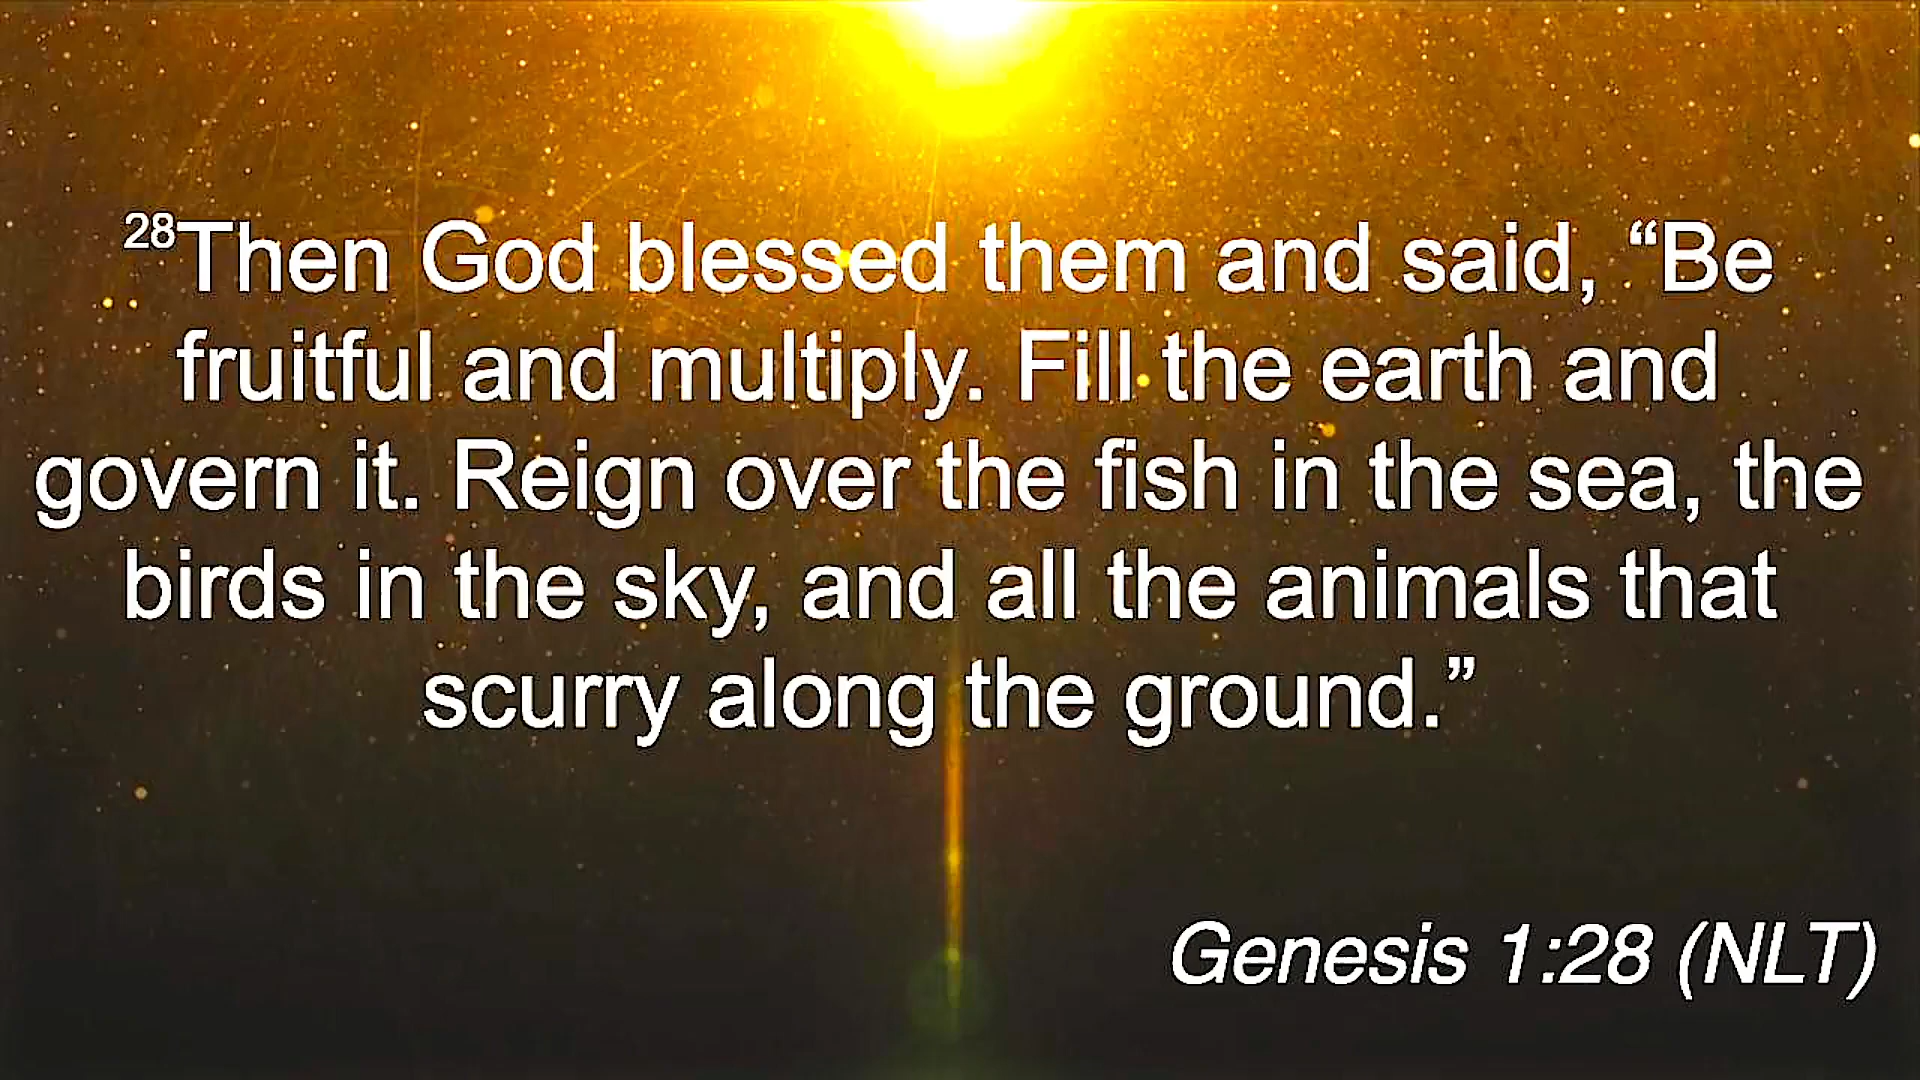 28Then God blessed them and said, “Be
fruitful and multiply. Fill the earth and
govern it. Reign over the fish in the sea, the
birds in the sky, and all the animals that
scurry along the ground.”
Genesis 1:28 (NLT)